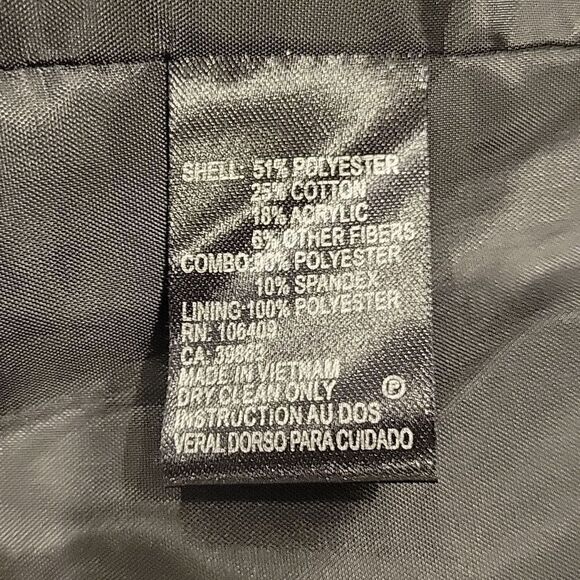 SHELL: 51% POLYESTER
25% COTTON
18% ACRYLIC
6% OTHER FIBERS
COMBO:90% POLYESTER
10% SPANDEX
LINING:100% POLYESTER
RN: 106409
CA:
MADE IN VIETNAM
DRY CLEAN ONLY Ⓟ
INSTRUCTION AU DOS
VERAL DORSO PARA CUIDADO